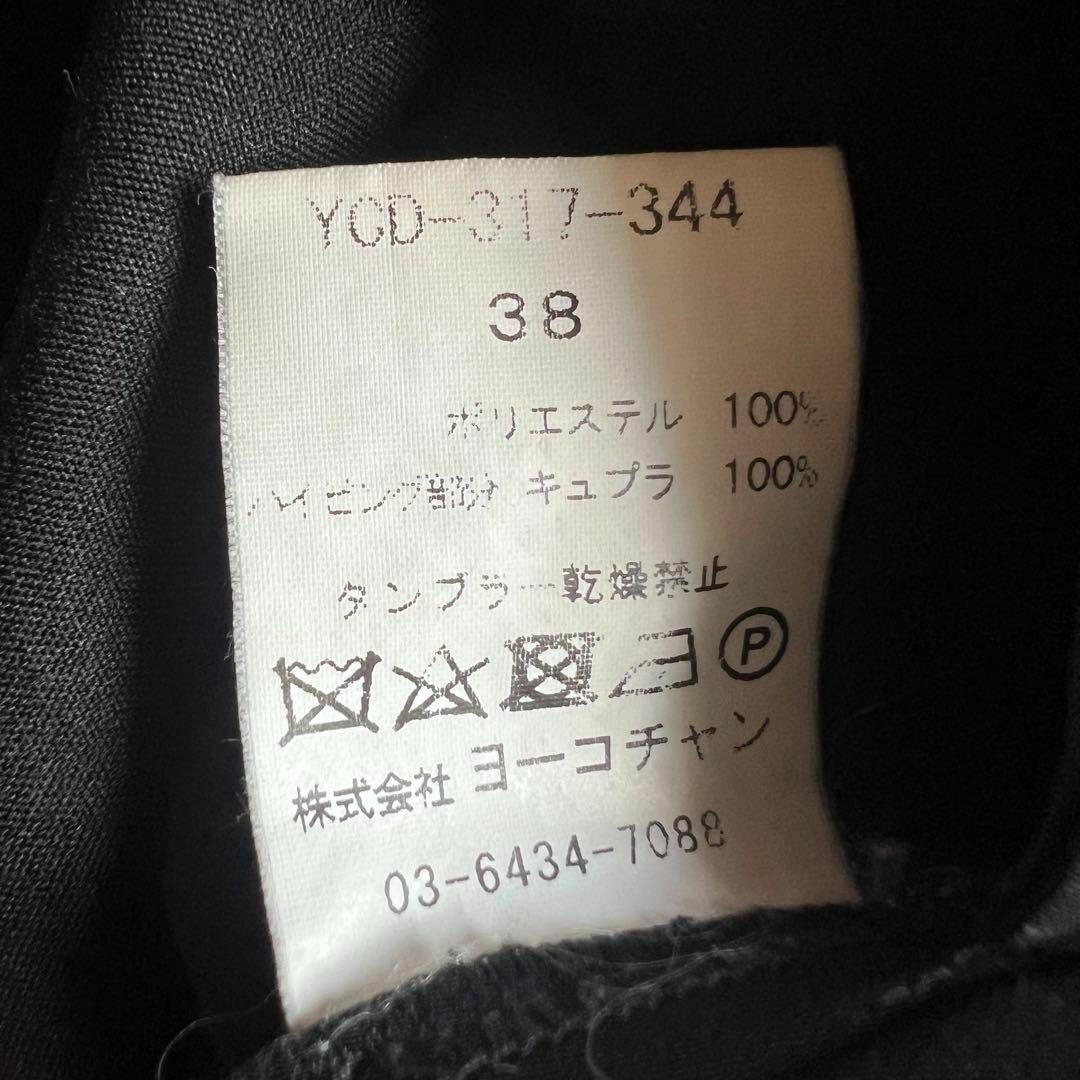 YCD-317-344
38
ポリエステル 100%
パイピング部分 キュプラ 100%
タンブラー乾燥禁止
P
株式会社 ヨーコチャン
03-6434-7088